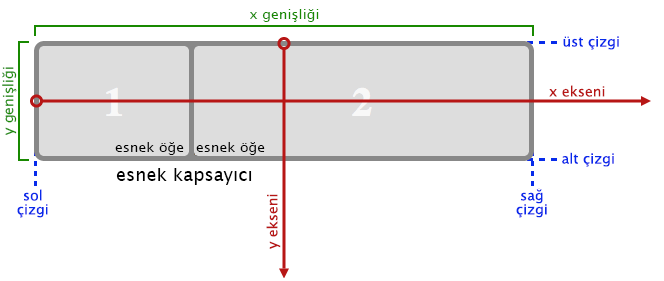 x genişliği
üst çizgi
y genişliği
x ekseni
1
2
esnek öğe
esnek öğe
alt çizgi
esnek kapsayıcı
sol
çizgi
sağ
çizgi
y ekseni